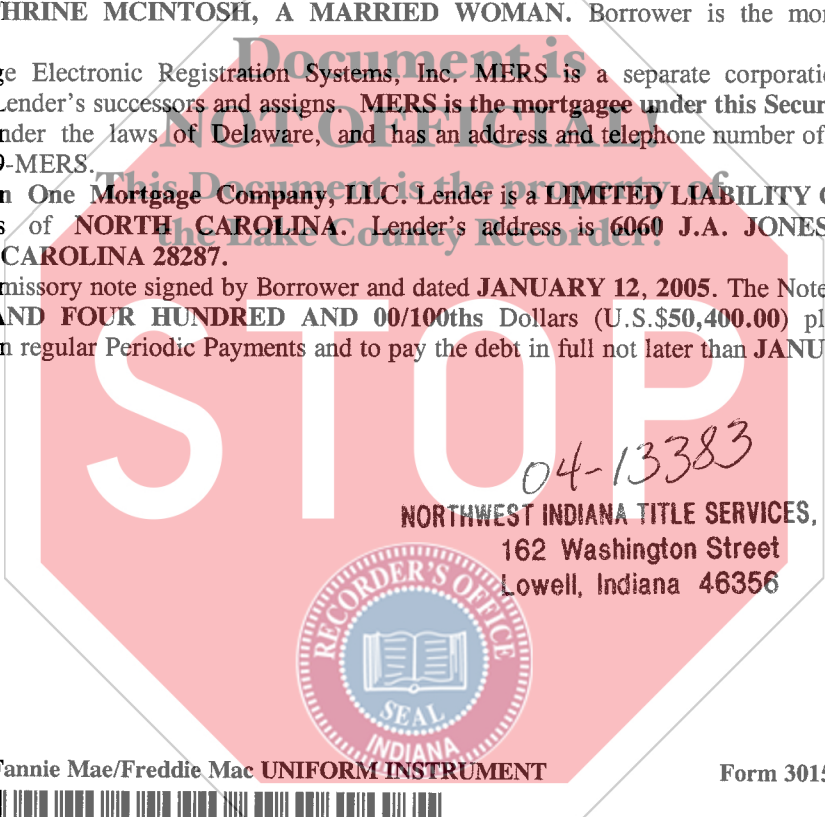 THRINE MCINTOSH, A MARRIED WOMAN. Borrower is the mor
Document is
ge Electronic Registration Systems, Inc. MERS is a separate corporati
Lender's successors and assigns. MERS is the mortgagee under this Secur
NOT OFFICIAL!
nder the laws of Delaware, and has an address and telephone number of
9-MERS.
This Document is the property of
n One Mortgage Company, LLC. Lender is a LIMITED LIABILITY C
s of NORTH CAROLINA. Lender's address is 6060 J.A. JONES
the Lake County Recorder!
CAROLINA 28287.
missory note signed by Borrower and dated JANUARY 12, 2005. The Note
AND FOUR HUNDRED AND 00/100ths Dollars (U.S.$50,400.00) pl
n regular Periodic Payments and to pay the debt in full not later than JANU
STOP
04-13383
NORTHWEST INDIANA TITLE SERVICES,
162 Washington Street
Lowell, Indiana 46356
RECORDER'S OFFICE
SEAL
INDIANA
Fannie Mae/Freddie Mac UNIFORM INSTRUMENT
Form 3015